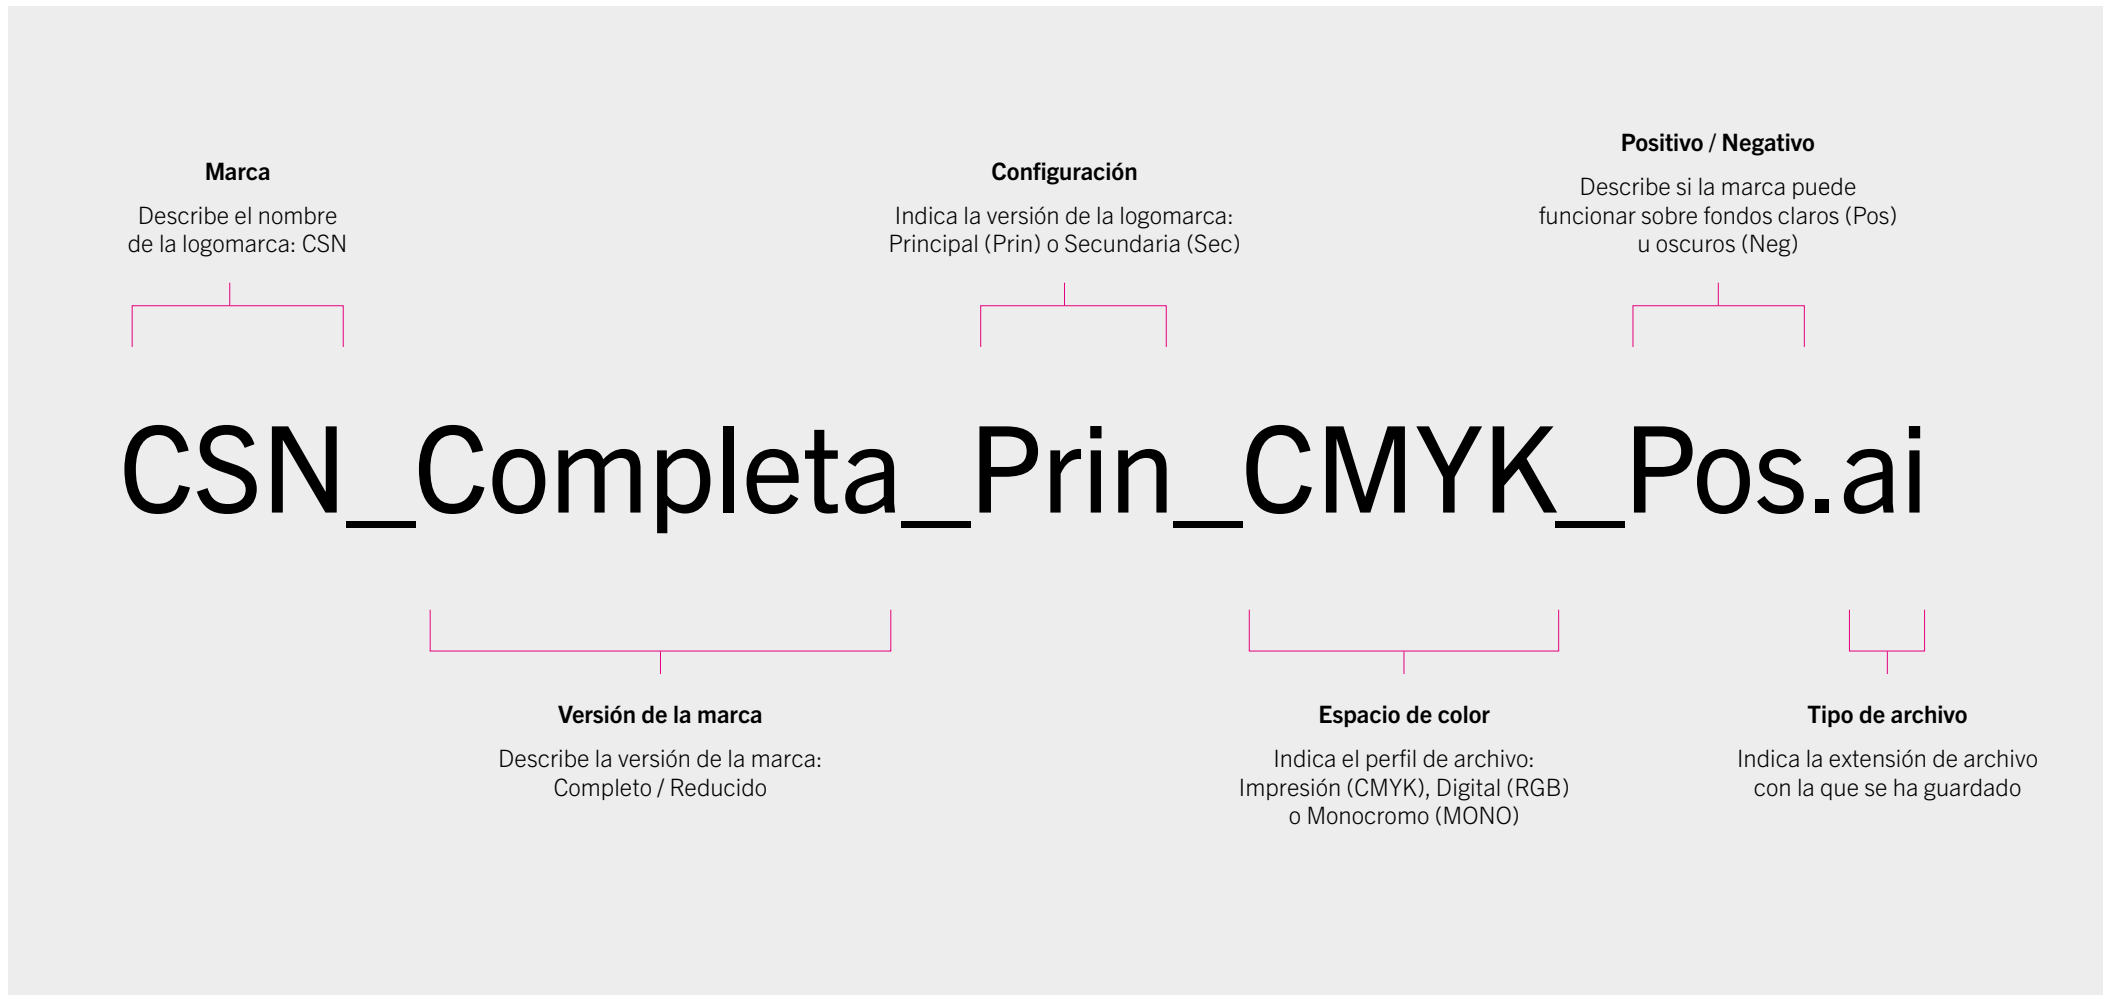 Marca
Describe el nombre
de la logomarca: CSN
Configuración
Indica la versión de la logomarca:
Principal (Prin) o Secundaria (Sec)
Positivo / Negativo
Describe si la marca puede
funcionar sobre fondos claros (Pos)
u oscuros (Neg)
CSN_Completa_Prin_CMYK_Pos.ai
Versión de la marca
Describe la versión de la marca:
Completo / Reducido
Espacio de color
Indica el perfil de archivo:
Impresión (CMYK), Digital (RGB)
o Monocromo (MONO)
Tipo de archivo
Indica la extensión de archivo
con la que se ha guardado